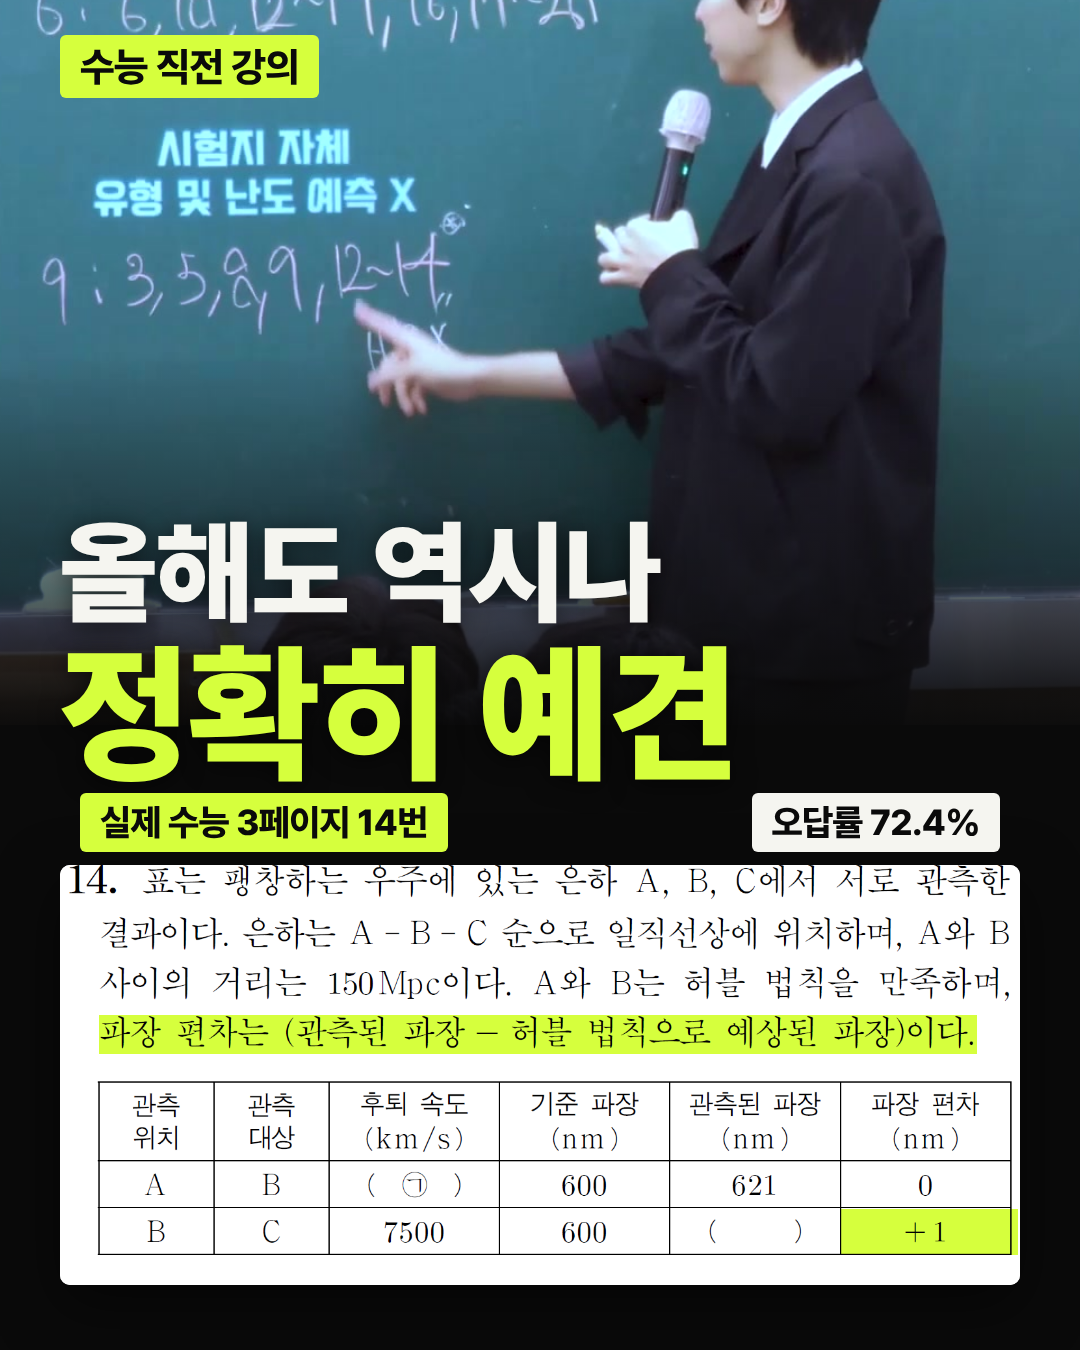 6 : 6, 10, 12~14, 16, 17~20
수능 직전 강의
시험지 자체
유형 및 난도 예측 X
9 : 3, 5, 8, 9, 12~14
올해도 역시나
정확히 예견
실제 수능 3페이지 14번
오답률 72.4%
14. 표는 팽창하는 우주에 있는 은하 A, B, C에서 서로 관측한
결과이다. 은하는 A - B - C 순으로 일직선상에 위치하며, A와 B
사이의 거리는 150Mpc이다. A와 B는 허블 법칙을 만족하며,
파장 편차는 (관측된 파장 - 허블 법칙으로 예상된 파장)이다.
관측 위치 관측 대상 후퇴 속도 (km/s) 기준 파장 (nm) 관측된 파장 (nm) 파장 편차 (nm)
A B ( ㉠ ) 600 621 0
B C 7500 600 ( ) +1